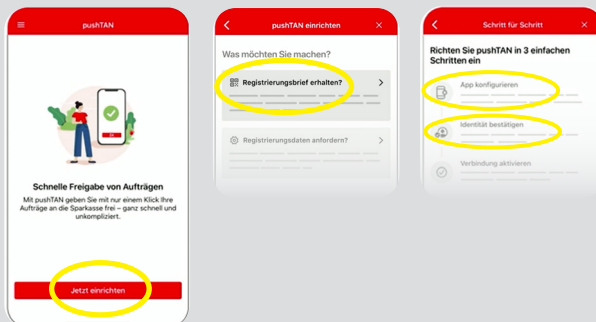 pushTAN
Schnelle Freigabe von Aufträgen
Mit pushTAN geben Sie mit nur einem Klick Ihre
Aufträge an die Sparkasse frei – ganz schnell und
unkompliziert.
Jetzt einrichten
pushTAN einrichten
Was möchten Sie machen?
Registrierungsbrief erhalten?
Registrierungsdaten anfordern?
Schritt für Schritt
Richten Sie pushTAN in 3 einfachen
Schritten ein
App konfigurieren
Identität bestätigen
Verbindung aktivieren